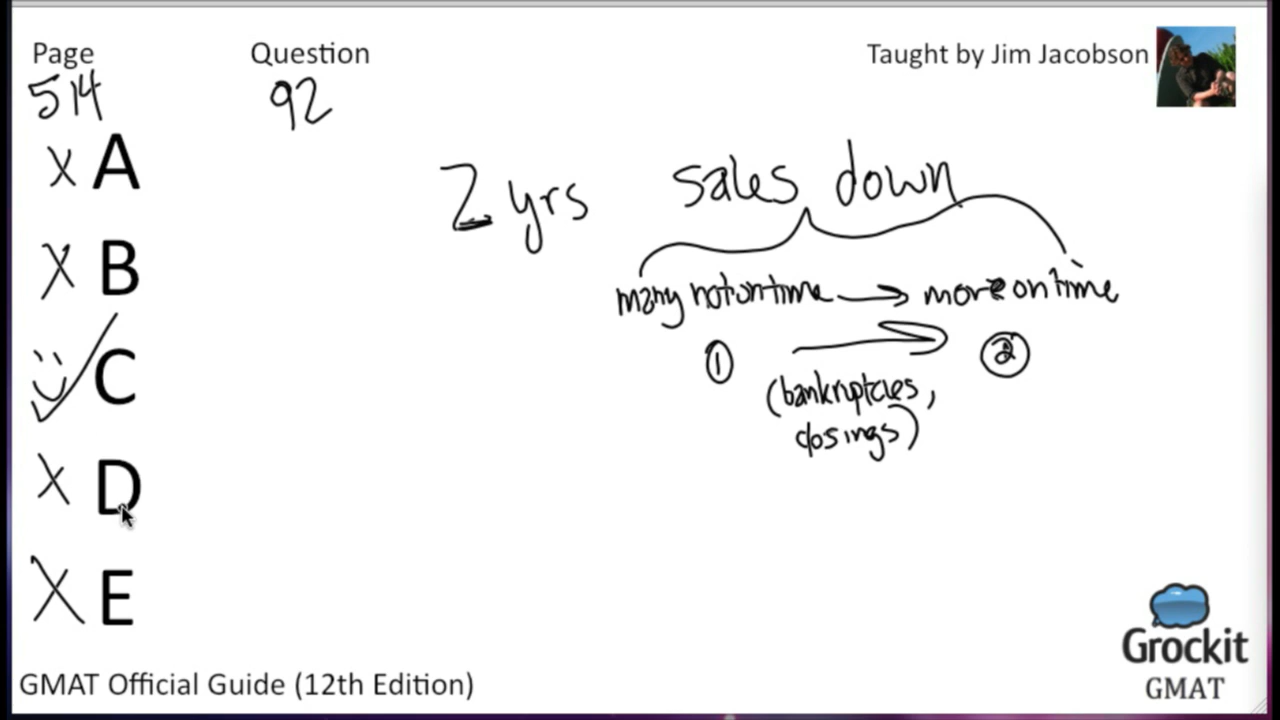 Page Question Taught by Jim Jacobson
514 92
X A
2 yrs sales down
X B
many not on time → more on time
① ②
C
(bankruptcies,
closings)
X D
X E
Grockit
GMAT
GMAT Official Guide (12th Edition)